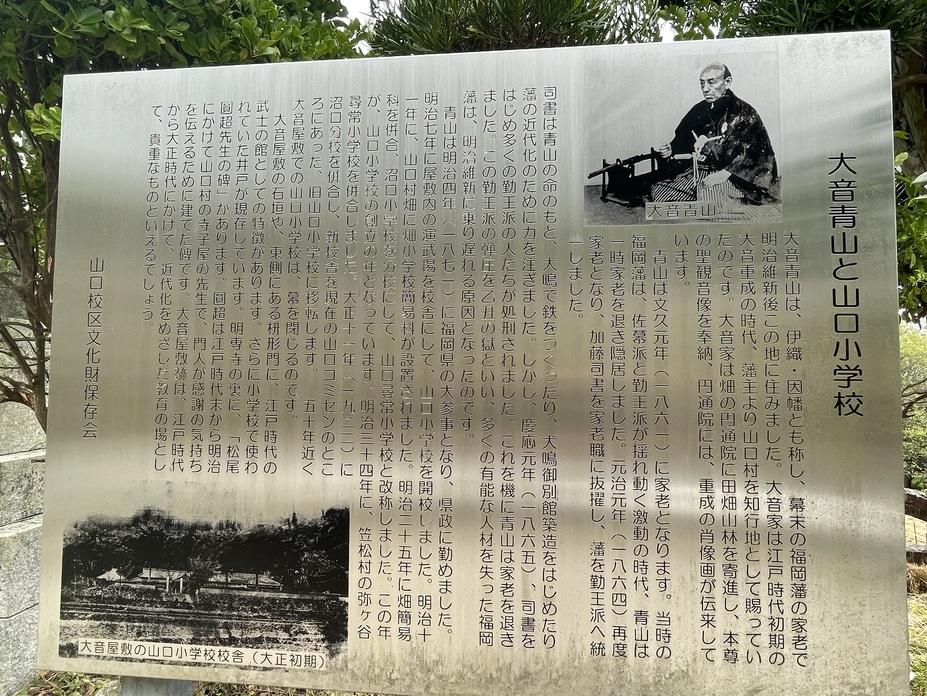 大音青山と山口小学校
大音青山は、伊織・因幡とも称し、幕末の福岡藩の家老で
明治維新後この地に住みました。大音家は江戸時代初期の
大音重成の時代、藩主より山口村を知行地として賜ってい
たのです。大音家は畑の円通院に田畑山林を寄進し、本尊
の聖観音像を奉納、円通院には、重成の肖像画が伝来して
います。
青山は文久元年（一八六一）に家老となります。当時の
福岡藩は、佐幕派と勤王派が揺れ動く激動の時代、青山は
一時家老を退き隠居しました。元治元年（一八六四）再度
家老となり、加藤司書を家老職に抜擢し、藩を勤王派へ統
一しました。
大音青山
司書は青山の命のもと、犬鳴で鉄をつくったり、犬鳴御別館築造をはじめたり
藩の近代化のために力を注ぎました。しかし、慶応元年（一八六五）司書を
はじめ多くの勤王派の人たちが処刑されました。これを機に青山は家老を退き
ました。この勤王派の弾圧を乙丑の獄といい、多くの有能な人材を失った福岡
藩は、明治維新に乗り遅れる原因となったのです。
青山は明治四年（一八七一）に福岡県の大参事となり、県政に勤めました。
明治七年に屋敷内の演武場を校舎にして、山口小学校を開校しました。明治十
一年に、山口村畑に畑小学校簡易科が設置されました。明治二十五年に畑簡易
科を併合、沼口小学校を分校にして、山口尋常小学校と改称しました。この年
が、山口小学校の創立の年となっています。明治三十四年に、笠松村の弥ヶ谷
尋常小学校を併合しました。大正十一年（一九二二）に
沼口分校を併合し、新校舎を現在の山口コミセンのとこ
ろにあった、旧山口小学校に移転します。五十年近く
大音屋敷での山口小学校は、幕を閉じるのです。
大音屋敷の石垣や、東側にある枡形門に、江戸時代の
武士の館としての特徴があります。さらに小学校で使わ
れていた井戸が現存しています。明専寺の裏に、「松尾
圓超先生の碑」があります。圓超は江戸時代末から明治
にかけて山口村の寺子屋の先生で、門人が感謝の気持ち
を伝えるために建てた碑です。大音屋敷跡は、江戸時代
から大正時代にかけて、近代化をめざした教育の場とし
て、貴重なものといえるでしょう。
山口校区文化財保存会
大音屋敷の山口小学校校舎（大正初期）